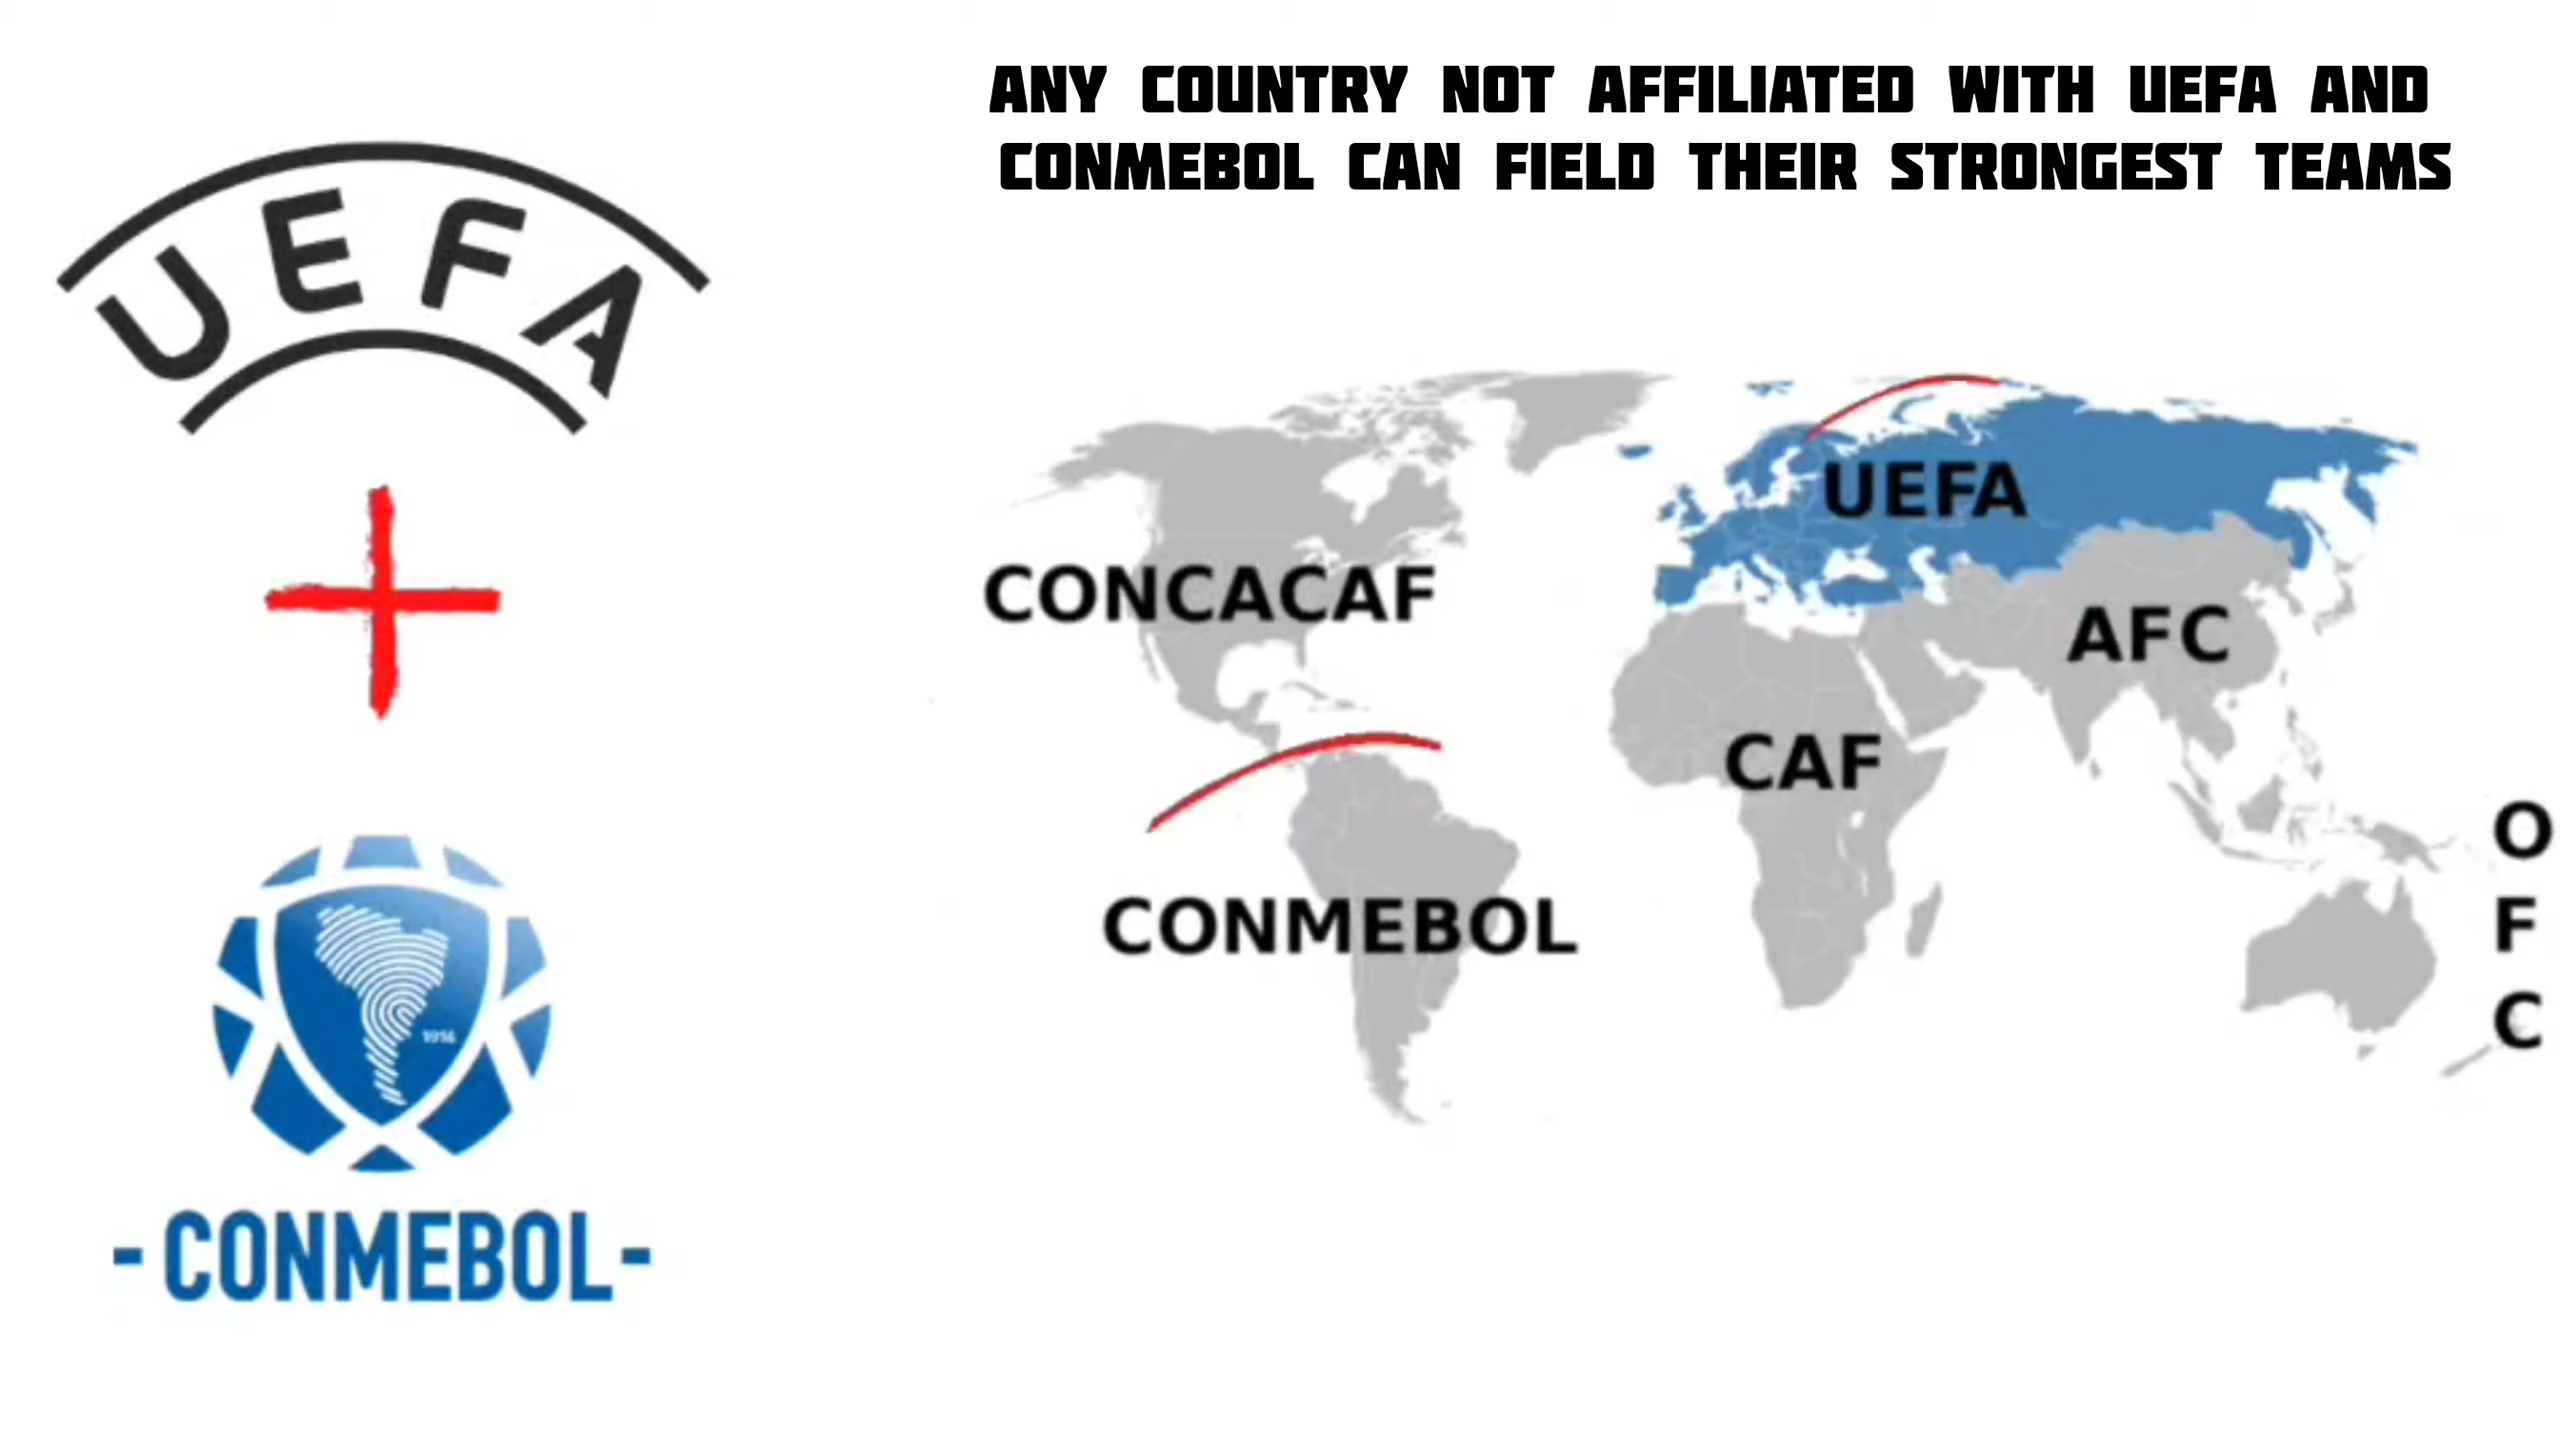 ANY COUNTRY NOT AFFILIATED WITH UEFA AND
CONMEBOL CAN FIELD THEIR STRONGEST TEAMS
UEFA
1916
- CONMEBOL -
UEFA
CONCACAF
AFC
CAF
CONMEBOL
O
F
C